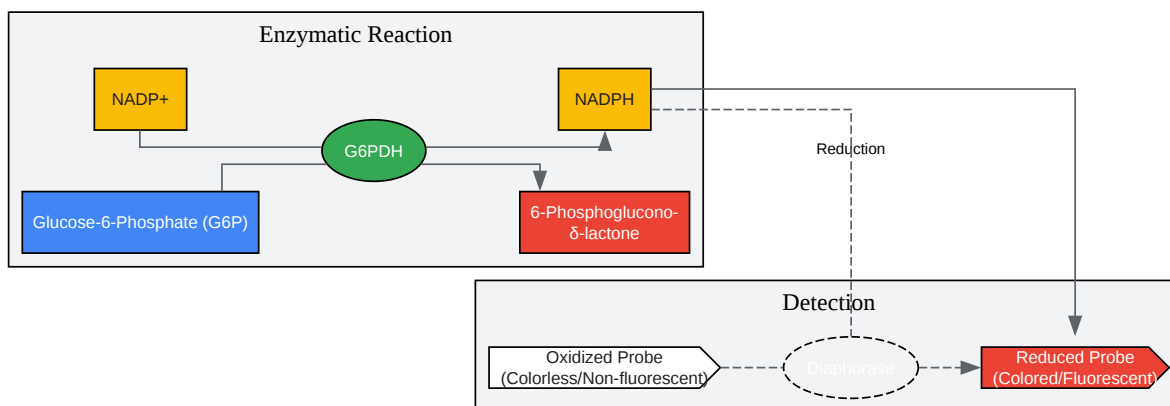 Enzymatic Reaction
NADP+
NADPH
G6PDH
Reduction
Glucose-6-Phosphate (G6P)
6-Phosphoglucono-
δ-lactone
Detection
Oxidized Probe
(Colorless/Non-fluorescent)
Diaphorase
Reduced Probe
(Colored/Fluorescent)